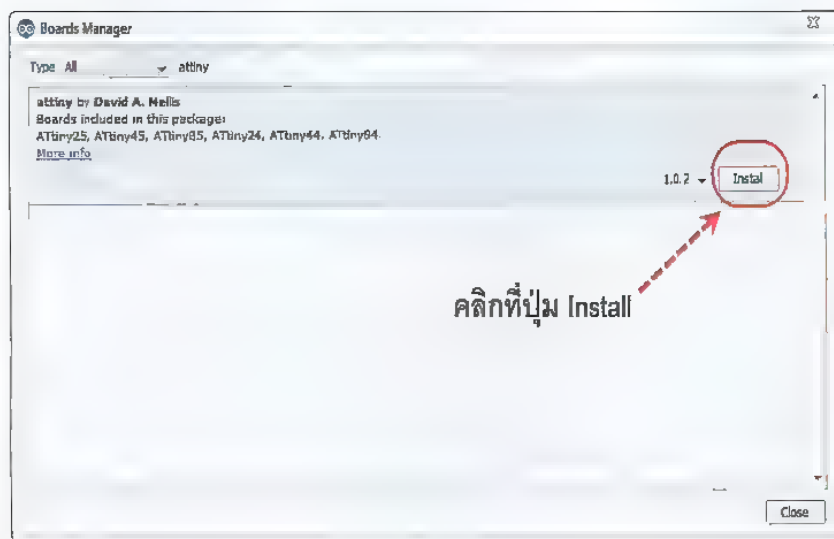 Boards Manager
Type All attiny
attiny by David A. Mellis
Boards included in this package:
ATtiny25, ATtiny45, ATtiny85, ATtiny24, ATtiny44, ATtiny84.
More info
1.0.2 Install
คลิกที่ปุ่ม Install
Close